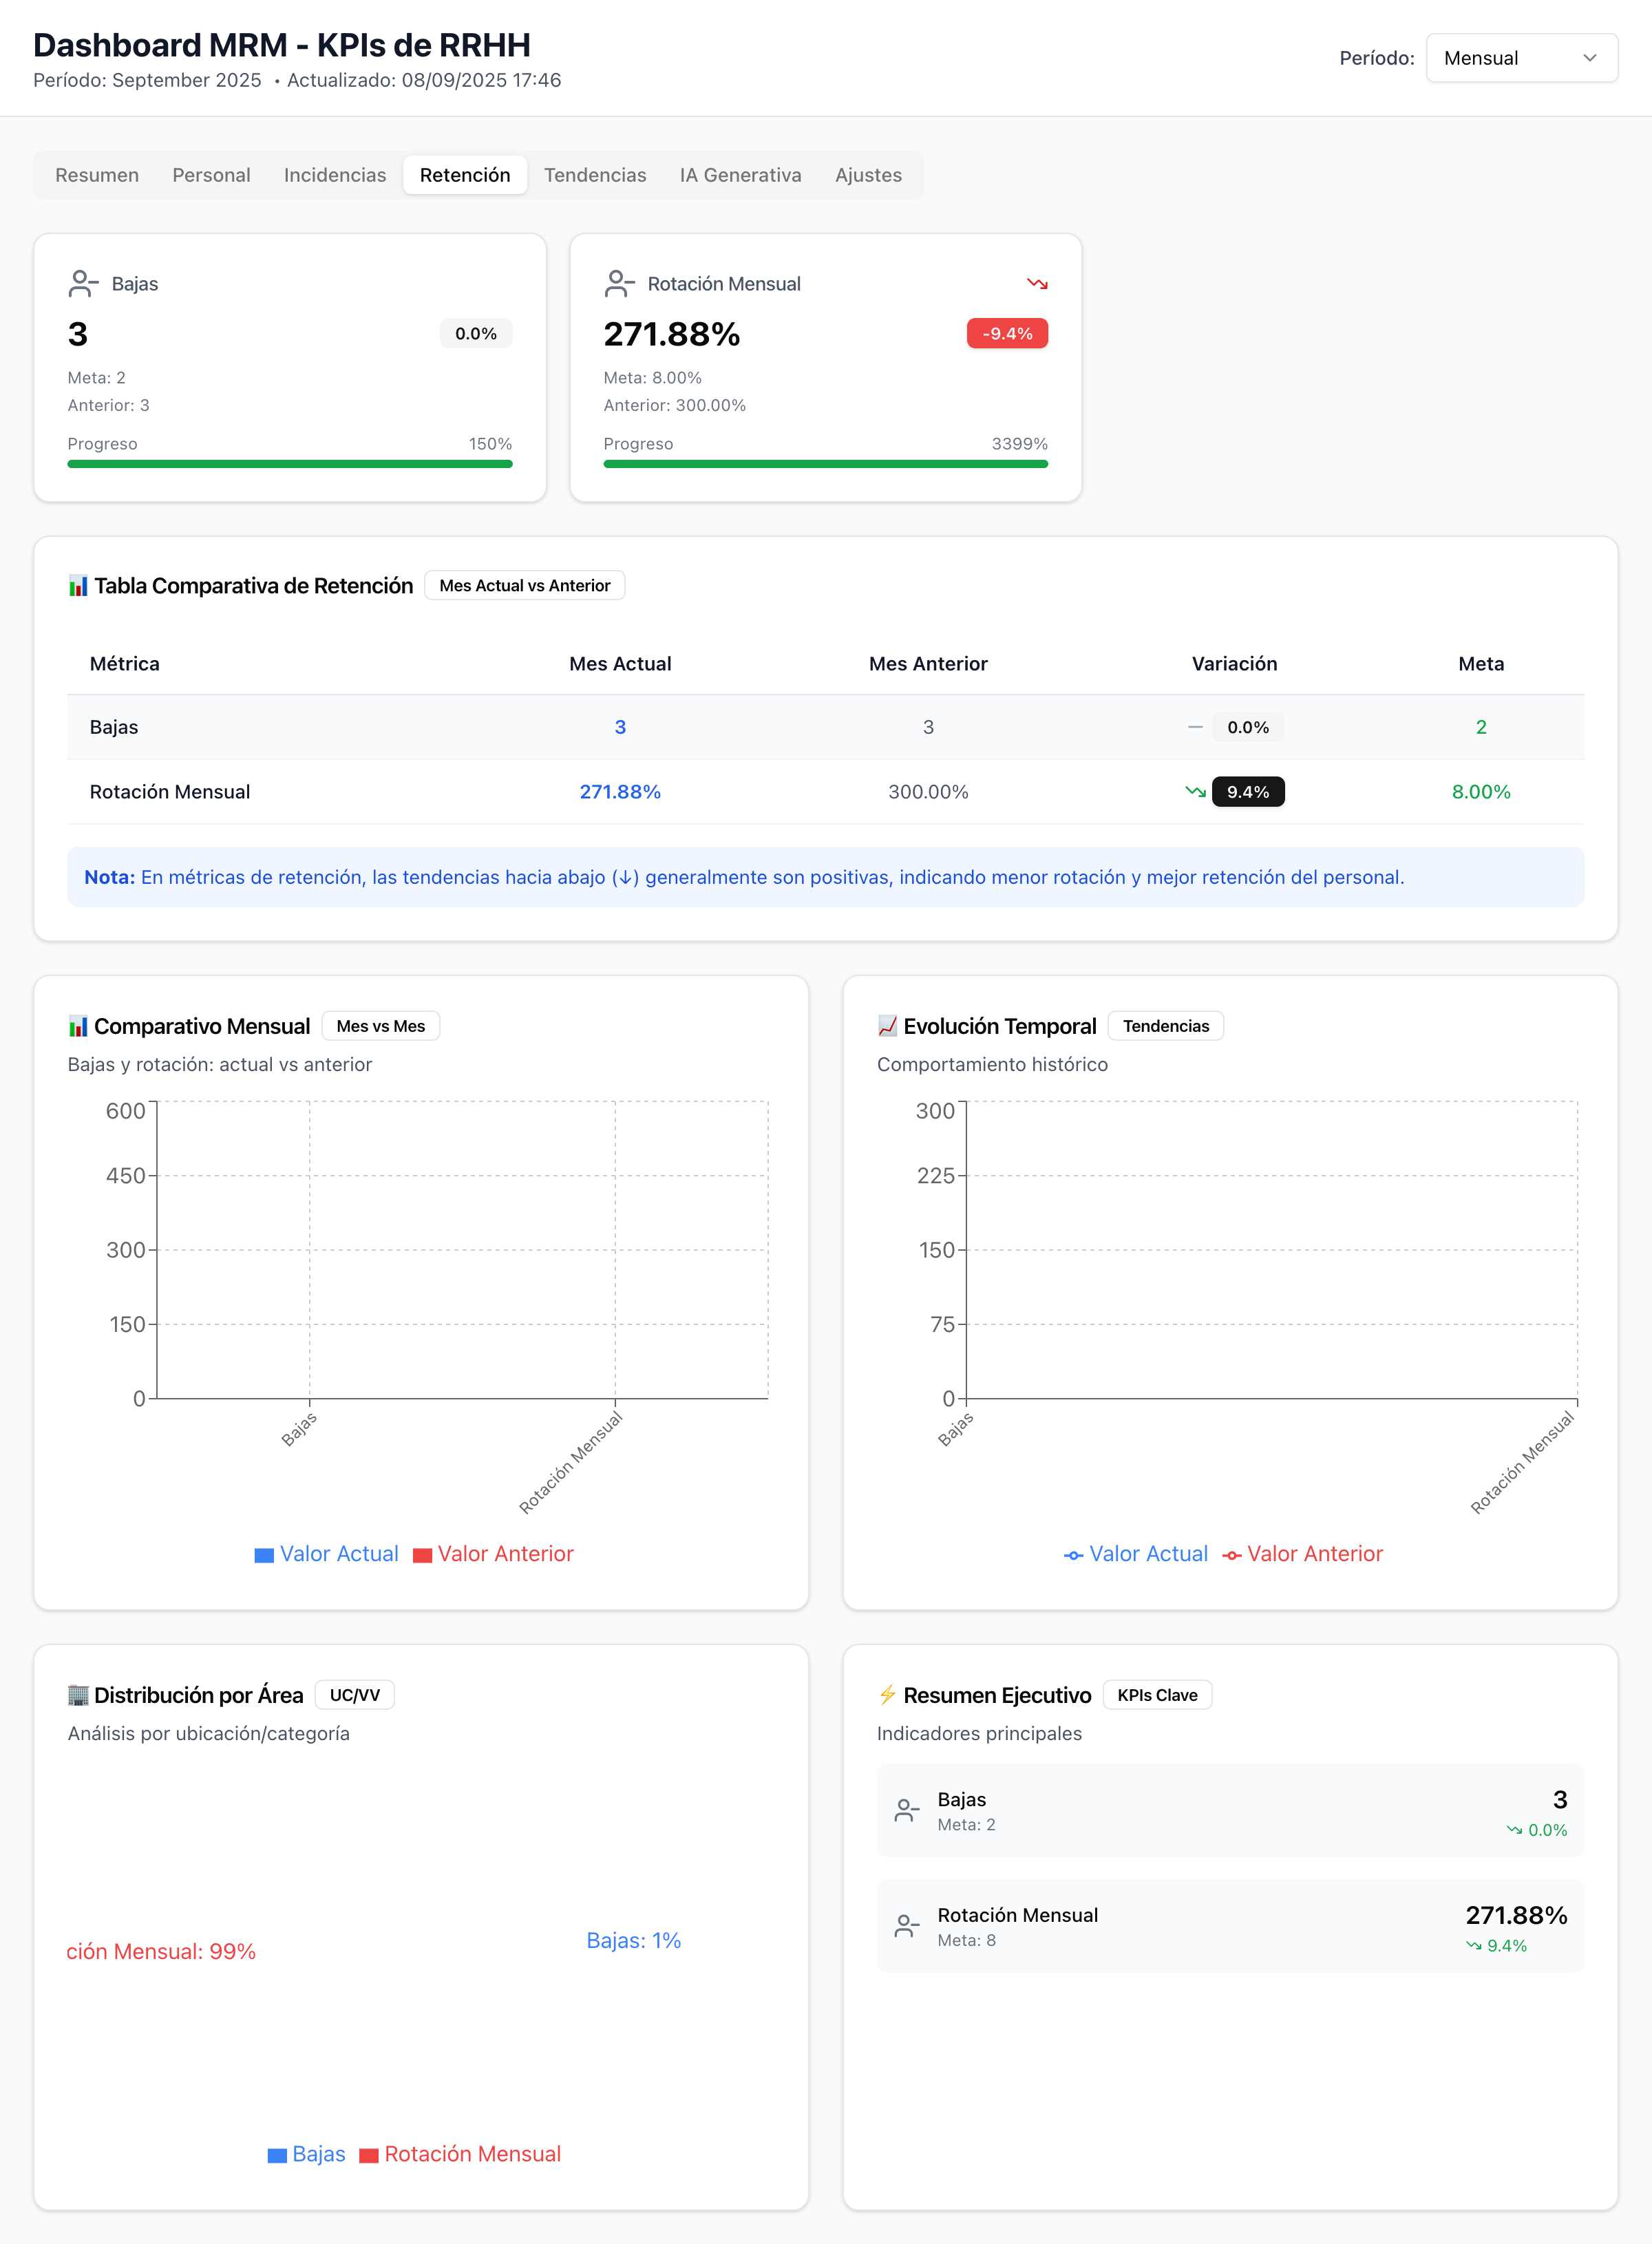 Dashboard MRM - KPIs de RRHH
Período: September 2025 • Actualizado: 08/09/2025 17:46
Período: Mensual
Resumen Personal Incidencias Retención Tendencias IA Generativa Ajustes
Bajas
3 0.0%
Meta: 2
Anterior: 3
Progreso 150%
Rotación Mensual
271.88% -9.4%
Meta: 8.00%
Anterior: 300.00%
Progreso 3399%
Tabla Comparativa de Retención Mes Actual vs Anterior
Métrica Mes Actual Mes Anterior Variación Meta
Bajas 3 3 0.0% 2
Rotación Mensual 271.88% 300.00% 9.4% 8.00%
Nota: En métricas de retención, las tendencias hacia abajo (↓) generalmente son positivas, indicando menor rotación y mejor retención del personal.
Comparativo Mensual Mes vs Mes
Bajas y rotación: actual vs anterior
600
450
300
150
0
Bajas
Rotación Mensual
Valor Actual Valor Anterior
Evolución Temporal Tendencias
Comportamiento histórico
300
225
150
75
0
Bajas
Rotación Mensual
Valor Actual Valor Anterior
Distribución por Área UC/VV
Análisis por ubicación/categoría
Bajas: 1%
ción Mensual: 99%
Bajas Rotación Mensual
Resumen Ejecutivo KPIs Clave
Indicadores principales
Bajas 3
Meta: 2 0.0%
Rotación Mensual 271.88%
Meta: 8 9.4%